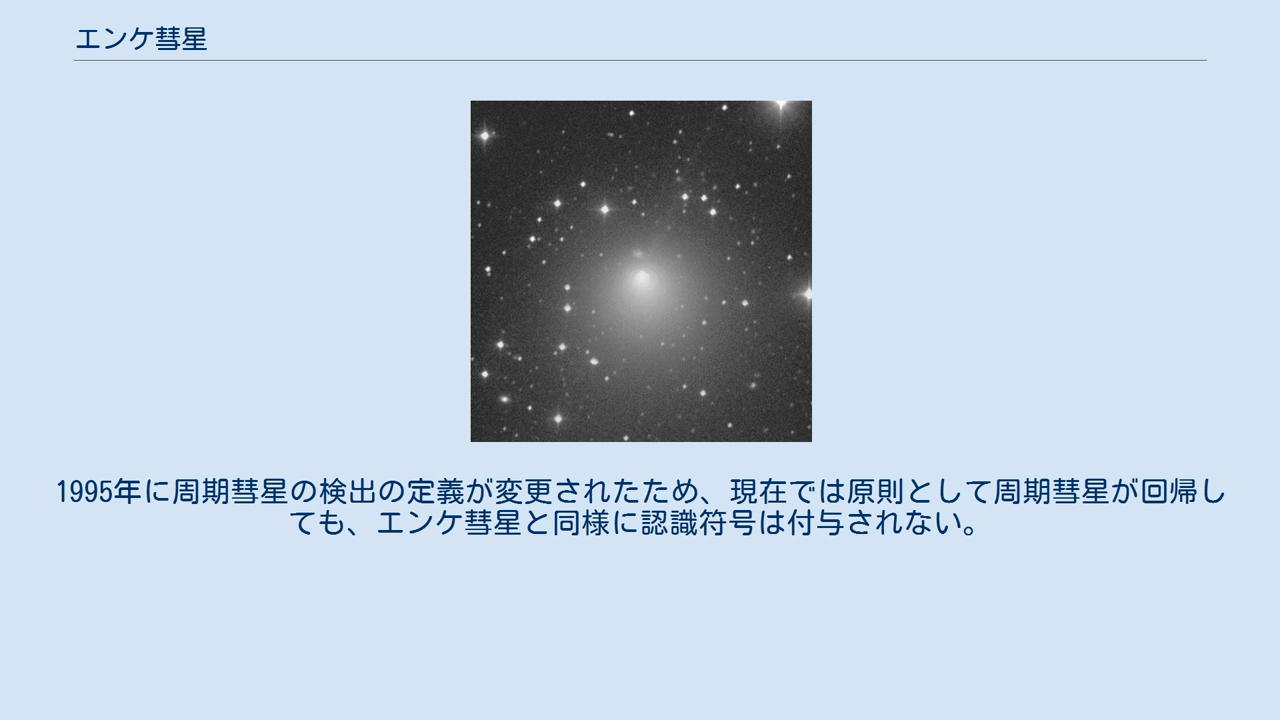 エンケ彗星
1995年に周期彗星の検出の定義が変更されたため、現在では原則として周期彗星が回帰し
ても、エンケ彗星と同様に認識符号は付与されない。